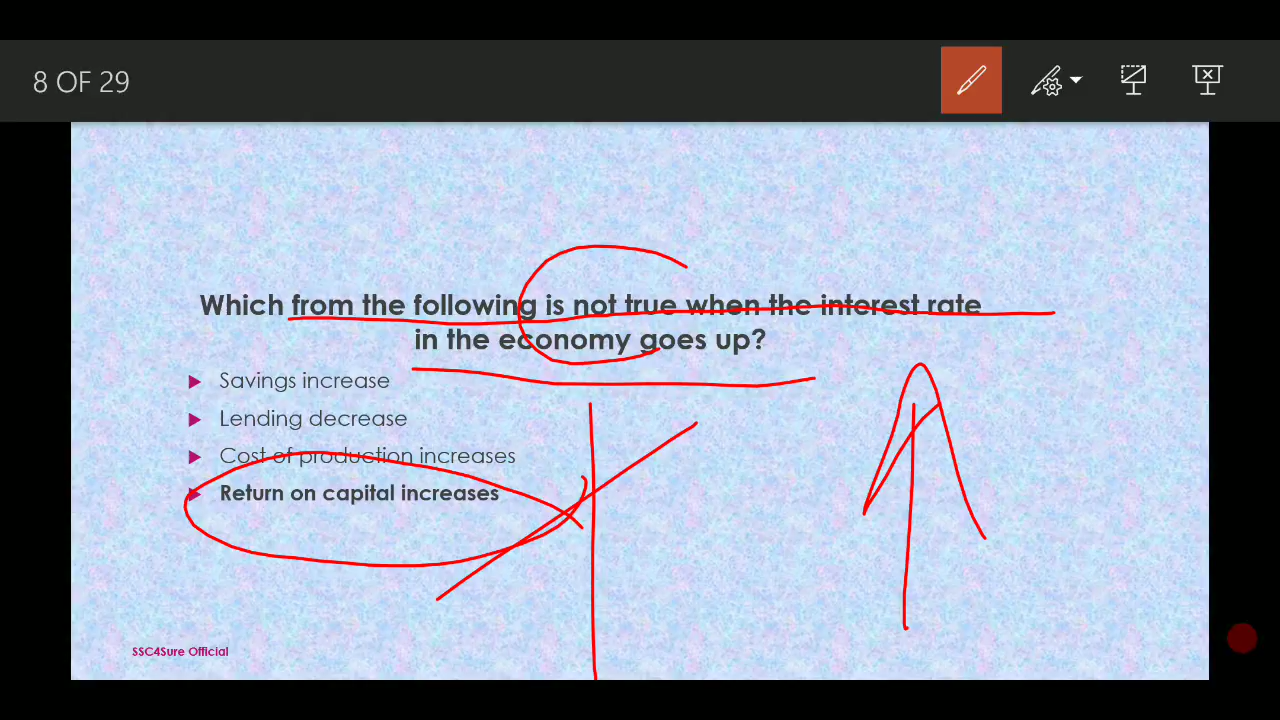 8 OF 29
Which from the following is not true when the interest rate
in the economy goes up?
Savings increase
Lending decrease
Cost of production increases
Return on capital increases
SSC4Sure Official